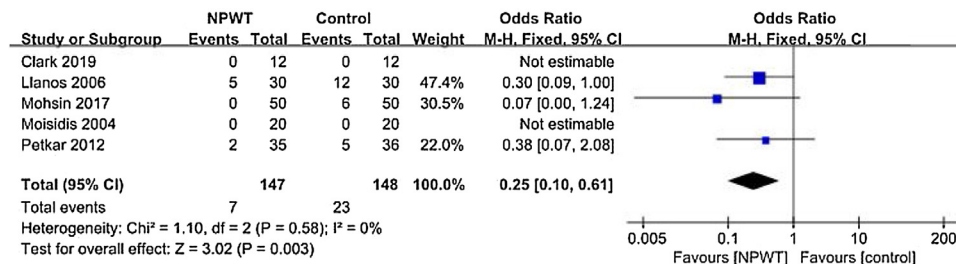 NPWT Control Odds Ratio Odds Ratio
Study or Subgroup Events Total Events Total Weight M-H, Fixed, 95% CI M-H, Fixed, 95% CI
Clark 2019 0 12 0 12 Not estimable
Llanos 2006 5 30 12 30 47.4% 0.30 [0.09, 1.00]
Mohsin 2017 0 50 6 50 30.5% 0.07 [0.00, 1.24]
Moisidis 2004 0 20 0 20 Not estimable
Petkar 2012 2 35 5 36 22.0% 0.38 [0.07, 2.08]
Total (95% CI) 147 148 100.0% 0.25 [0.10, 0.61]
Total events 7 23
Heterogeneity: Chi² = 1.10, df = 2 (P = 0.58); I² = 0%
Test for overall effect: Z = 3.02 (P = 0.003)
0.005 0.1 1 10 200
Favours [NPWT] Favours [control]